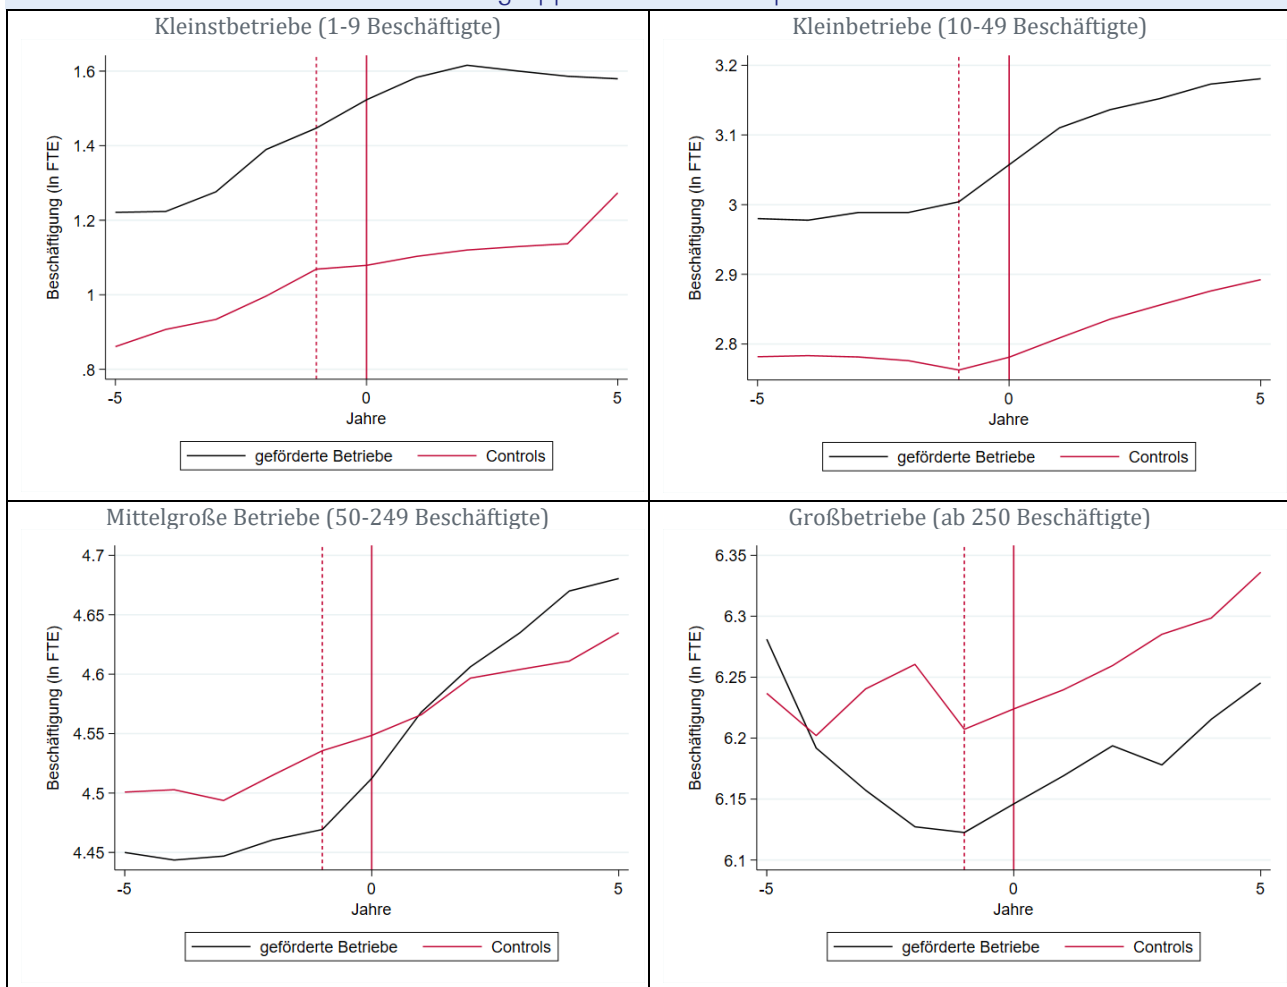 Kleinstbetriebe (1-9 Beschäftigte)
Beschäftigung (ln FTE)
1.6
1.4
1.2
1
.8
-5 0 5
Jahre
geförderte Betriebe Controls
Kleinbetriebe (10-49 Beschäftigte)
Beschäftigung (ln FTE)
3.2
3.1
3
2.9
2.8
-5 0 5
Jahre
geförderte Betriebe Controls
Mittelgroße Betriebe (50-249 Beschäftigte)
Beschäftigung (ln FTE)
4.7
4.65
4.6
4.55
4.5
4.45
-5 0 5
Jahre
geförderte Betriebe Controls
Großbetriebe (ab 250 Beschäftigte)
Beschäftigung (ln FTE)
6.35
6.3
6.25
6.2
6.15
6.1
-5 0 5
Jahre
geförderte Betriebe Controls